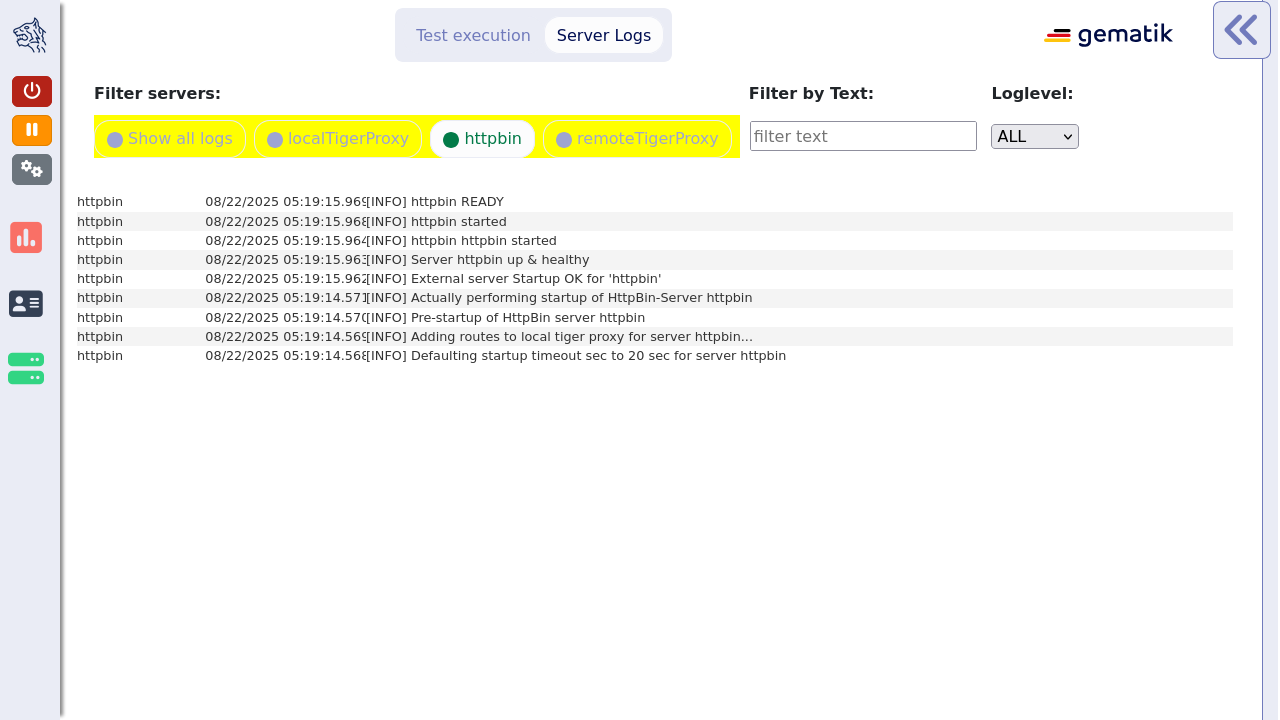 Test execution
Server Logs
gematik
Filter servers:
Filter by Text:
Loglevel:
Show all logs
localTigerProxy
httpbin
remoteTigerProxy
filter text
ALL
httpbin 08/22/2025 05:19:15.969 [INFO] httpbin READY
httpbin 08/22/2025 05:19:15.968 [INFO] httpbin started
httpbin 08/22/2025 05:19:15.964 [INFO] httpbin httpbin started
httpbin 08/22/2025 05:19:15.963 [INFO] Server httpbin up & healthy
httpbin 08/22/2025 05:19:15.962 [INFO] External server Startup OK for 'httpbin'
httpbin 08/22/2025 05:19:14.571 [INFO] Actually performing startup of HttpBin-Server httpbin
httpbin 08/22/2025 05:19:14.570 [INFO] Pre-startup of HttpBin server httpbin
httpbin 08/22/2025 05:19:14.569 [INFO] Adding routes to local tiger proxy for server httpbin...
httpbin 08/22/2025 05:19:14.568 [INFO] Defaulting startup timeout sec to 20 sec for server httpbin